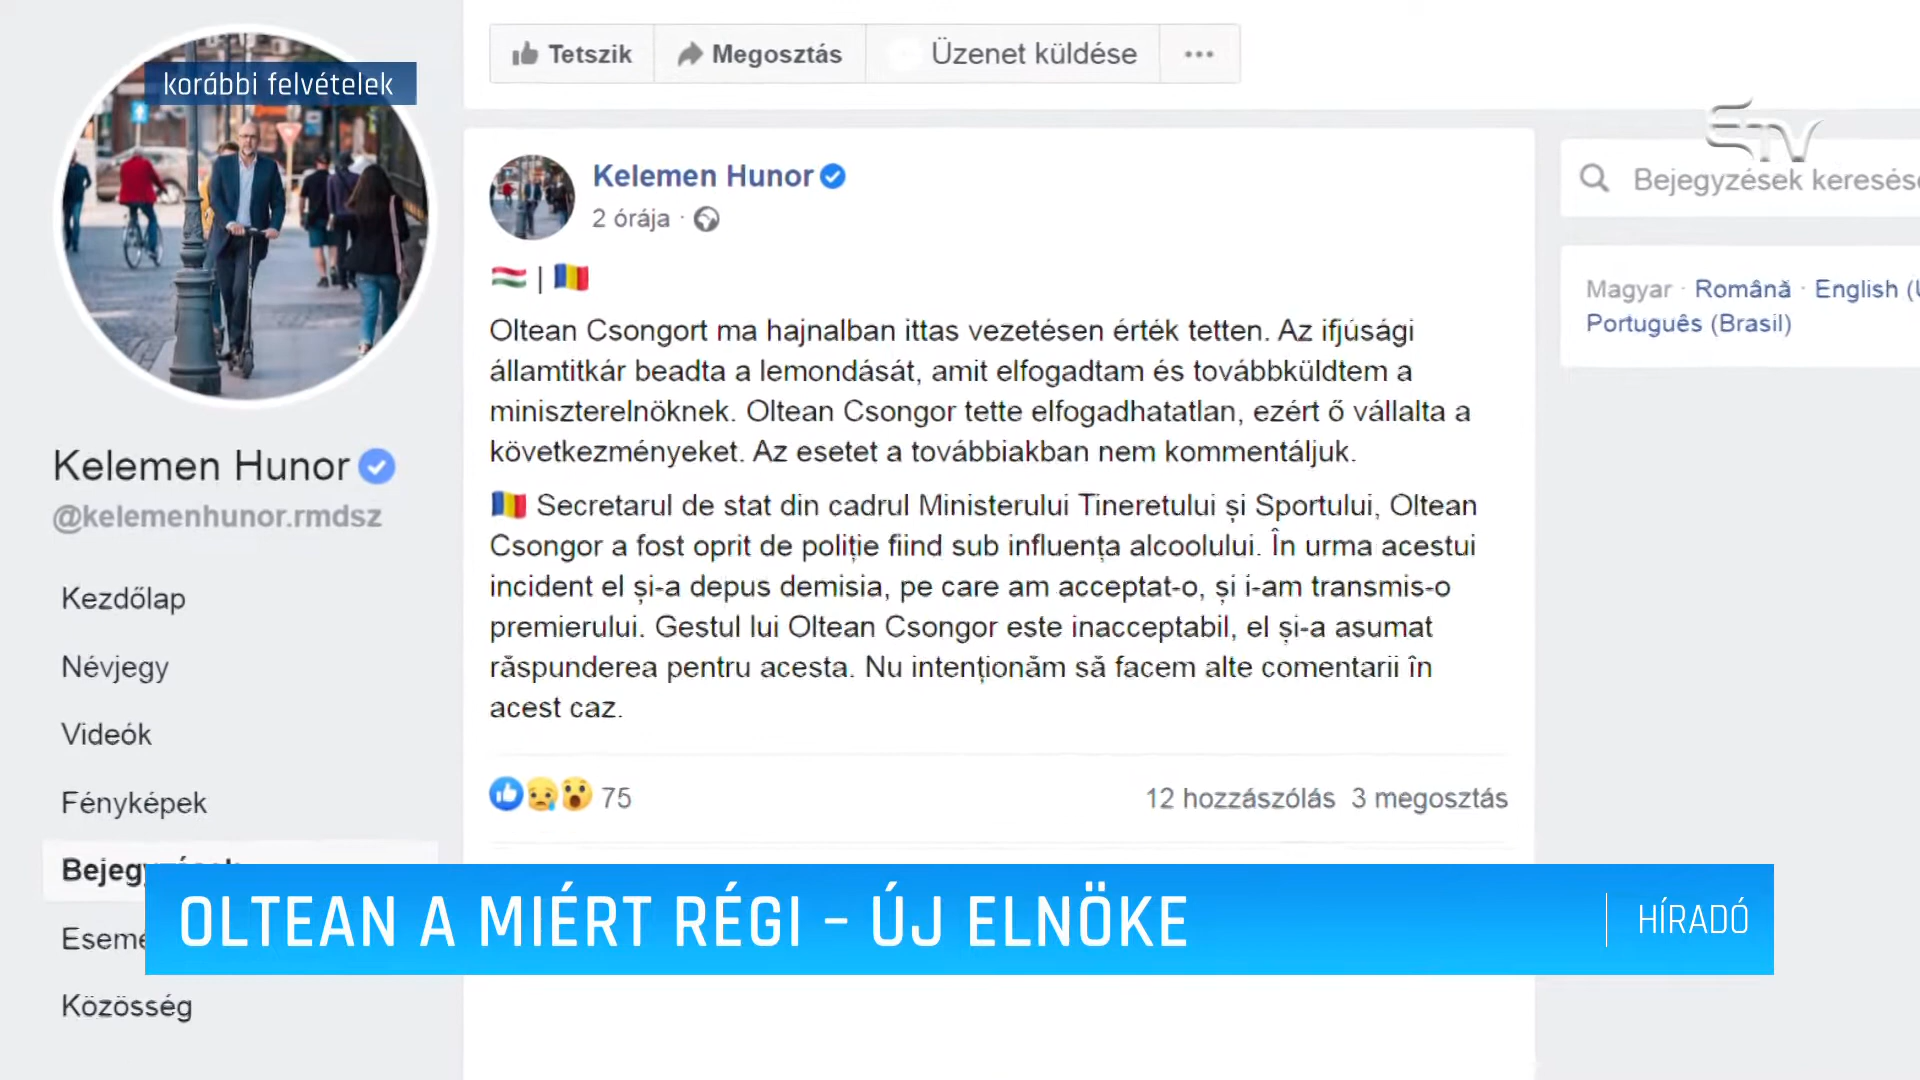 korábbi felvételek
Tetszik
Megosztás
Üzenet küldése
ETV
Bejegyzések
Magyar · Română · English
Português (Brasil)
Kelemen Hunor
2 órája ·
Oltean Csongort ma hajnalban ittas vezetésen érték tetten. Az ifjúsági
államtitkár beadta a lemondását, amit elfogadtam és továbbküldtem a
miniszterelnöknek. Oltean Csongor tette elfogadhatatlan, ezért ő vállalta a
következményeket. Az esetet a továbbiakban nem kommentáljuk.
Secretarul de stat din cadrul Ministerului Tineretului și Sportului, Oltean
Csongor a fost oprit de poliție fiind sub influența alcoolului. În urma acestui
incident el și-a depus demisia, pe care am acceptat-o, și i-am transmis-o
premierului. Gestul lui Oltean Csongor este inacceptabil, el și-a asumat
răspunderea pentru acesta. Nu intenționăm să facem alte comentarii în
acest caz.
75
12 hozzászólás 3 megosztás
Kelemen Hunor
@kelemenhunor.rmdsz
Kezdőlap
Névjegy
Videók
Fényképek
Közösség
OLTEAN A MIÉRT RÉGI – ÚJ ELNÖKE
HÍRADÓ